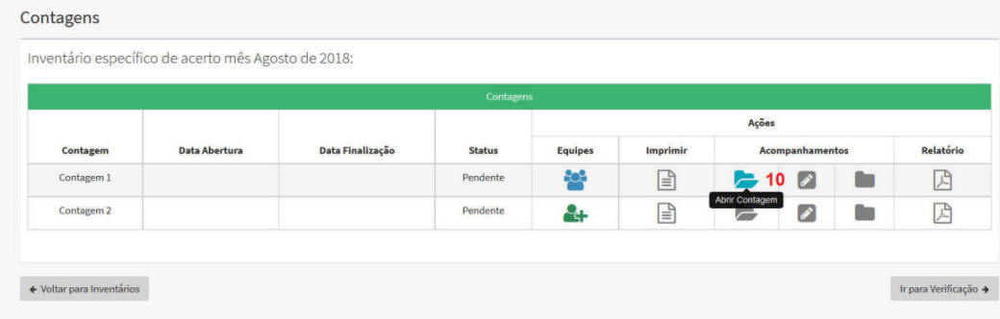 Contagens
Inventário específico de acerto mês Agosto de 2018:
Contagens
Ações
Contagem Data Abertura Data Finalização Status Equipes Imprimir Acompanhamentos Relatório
Contagem 1 Pendente 10
Abrir Contagem
Contagem 2 Pendente
Voltar para Inventários Ir para Verificação